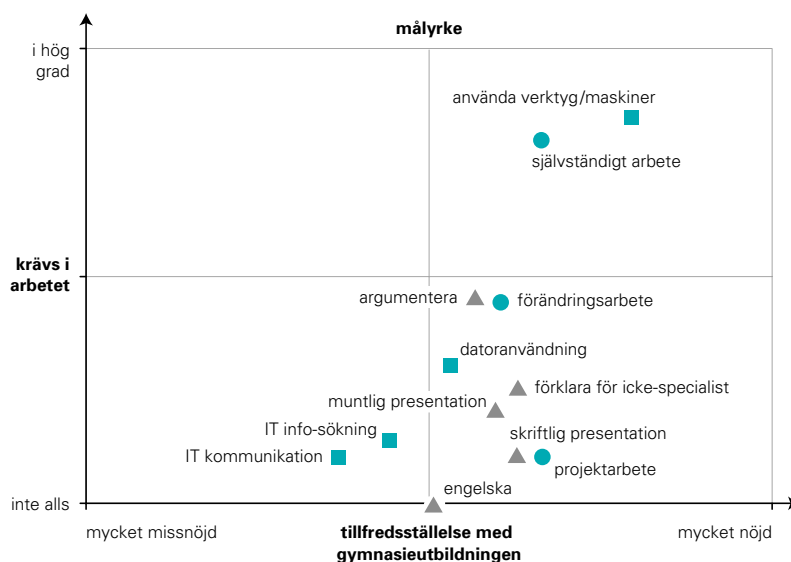 målyrke
i hög
grad
använda verktyg/maskiner
självständigt arbete
krävs i
arbetet
argumentera
förändringsarbete
datoranvändning
förklara för icke-specialist
muntlig presentation
IT info-sökning
skriftlig presentation
IT kommunikation
projektarbete
engelska
inte alls
mycket missnöjd
tillfredsställelse med
gymnasieutbildningen
mycket nöjd